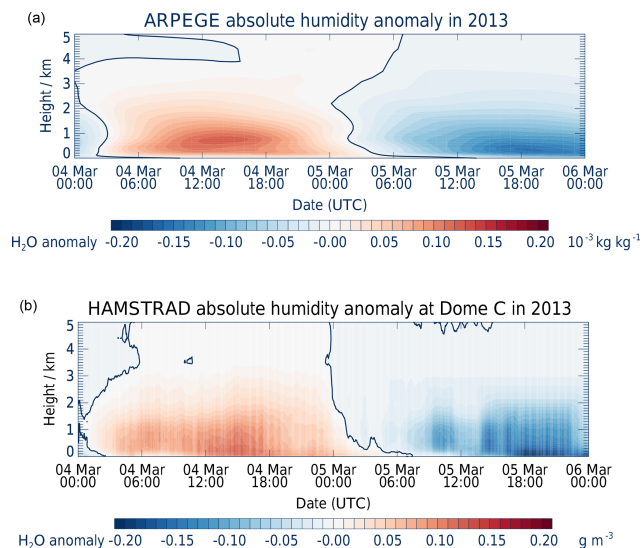 (a)
ARPEGE absolute humidity anomaly in 2013
5
4
3
2
1
0
Height / km
04 Mar 04 Mar 04 Mar 04 Mar 05 Mar 05 Mar 05 Mar 05 Mar 06 Mar
00:00 06:00 12:00 18:00 00:00 06:00 12:00 18:00 00:00
Date (UTC)
H₂O anomaly -0.20 -0.15 -0.10 -0.05 -0.00 0.05 0.10 0.15 0.20 10⁻³ kg kg⁻¹
(b)
HAMSTRAD absolute humidity anomaly at Dome C in 2013
5
4
3
2
1
0
Height / km
04 Mar 04 Mar 04 Mar 04 Mar 05 Mar 05 Mar 05 Mar 05 Mar 06 Mar
00:00 06:00 12:00 18:00 00:00 06:00 12:00 18:00 00:00
Date (UTC)
H₂O anomaly -0.20 -0.15 -0.10 -0.05 -0.00 0.05 0.10 0.15 0.20 g m⁻³